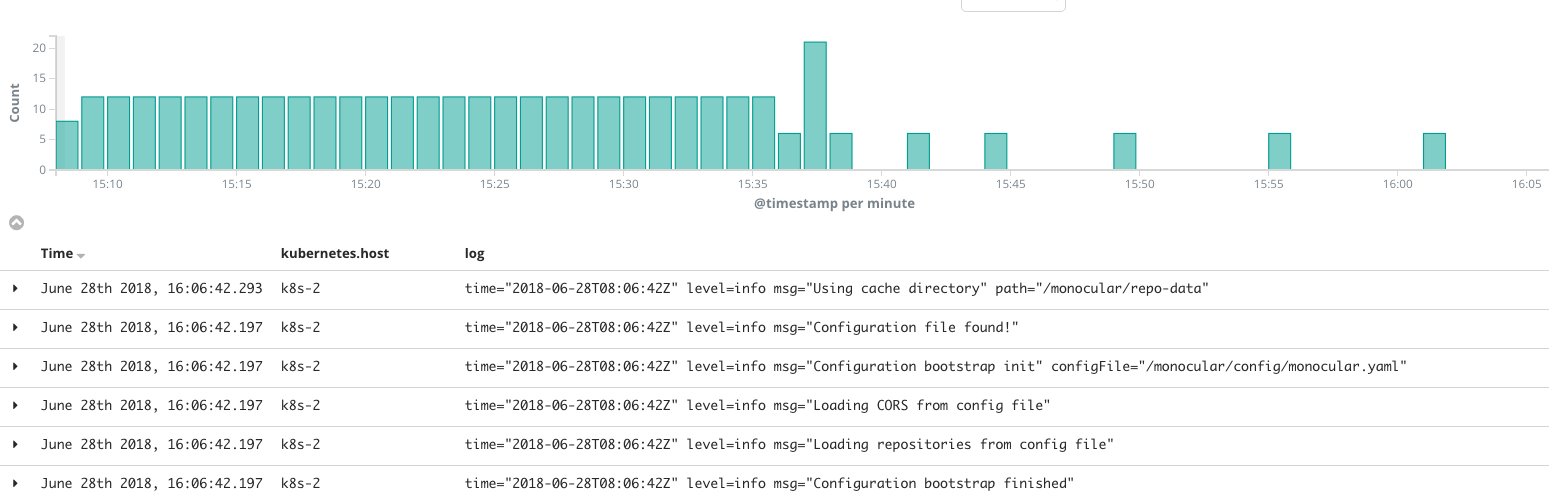 20
15
10
5
0
Count
15:10 15:15 15:20 15:25 15:30 15:35 15:40 15:45 15:50 15:55 16:00 16:05
@timestamp per minute
Time kubernetes.host log
June 28th 2018, 16:06:42.293 k8s-2 time="2018-06-28T08:06:42Z" level=info msg="Using cache directory" path="/monocular/repo-data"
June 28th 2018, 16:06:42.197 k8s-2 time="2018-06-28T08:06:42Z" level=info msg="Configuration file found!"
June 28th 2018, 16:06:42.197 k8s-2 time="2018-06-28T08:06:42Z" level=info msg="Configuration bootstrap init" configFile="/monocular/config/monocular.yaml"
June 28th 2018, 16:06:42.197 k8s-2 time="2018-06-28T08:06:42Z" level=info msg="Loading CORS from config file"
June 28th 2018, 16:06:42.197 k8s-2 time="2018-06-28T08:06:42Z" level=info msg="Loading repositories from config file"
June 28th 2018, 16:06:42.197 k8s-2 time="2018-06-28T08:06:42Z" level=info msg="Configuration bootstrap finished"